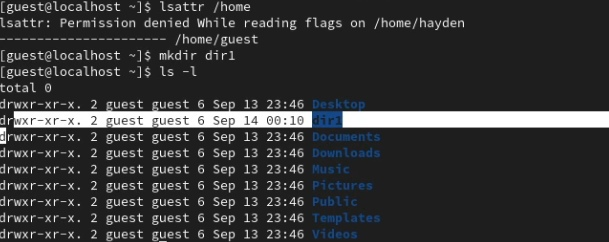 [guest@localhost ~]$ lsattr /home
lsattr: Permission denied While reading flags on /home/hayden
---------------------- /home/guest
[guest@localhost ~]$ mkdir dir1
[guest@localhost ~]$ ls -l
total 0
drwxr-xr-x. 2 guest guest 6 Sep 13 23:46 Desktop
drwxr-xr-x. 2 guest guest 6 Sep 14 00:10 dir1
drwxr-xr-x. 2 guest guest 6 Sep 13 23:46 Documents
drwxr-xr-x. 2 guest guest 6 Sep 13 23:46 Downloads
drwxr-xr-x. 2 guest guest 6 Sep 13 23:46 Music
drwxr-xr-x. 2 guest guest 6 Sep 13 23:46 Pictures
drwxr-xr-x. 2 guest guest 6 Sep 13 23:46 Public
drwxr-xr-x. 2 guest guest 6 Sep 13 23:46 Templates
drwxr-xr-x. 2 guest guest 6 Sep 13 23:46 Videos